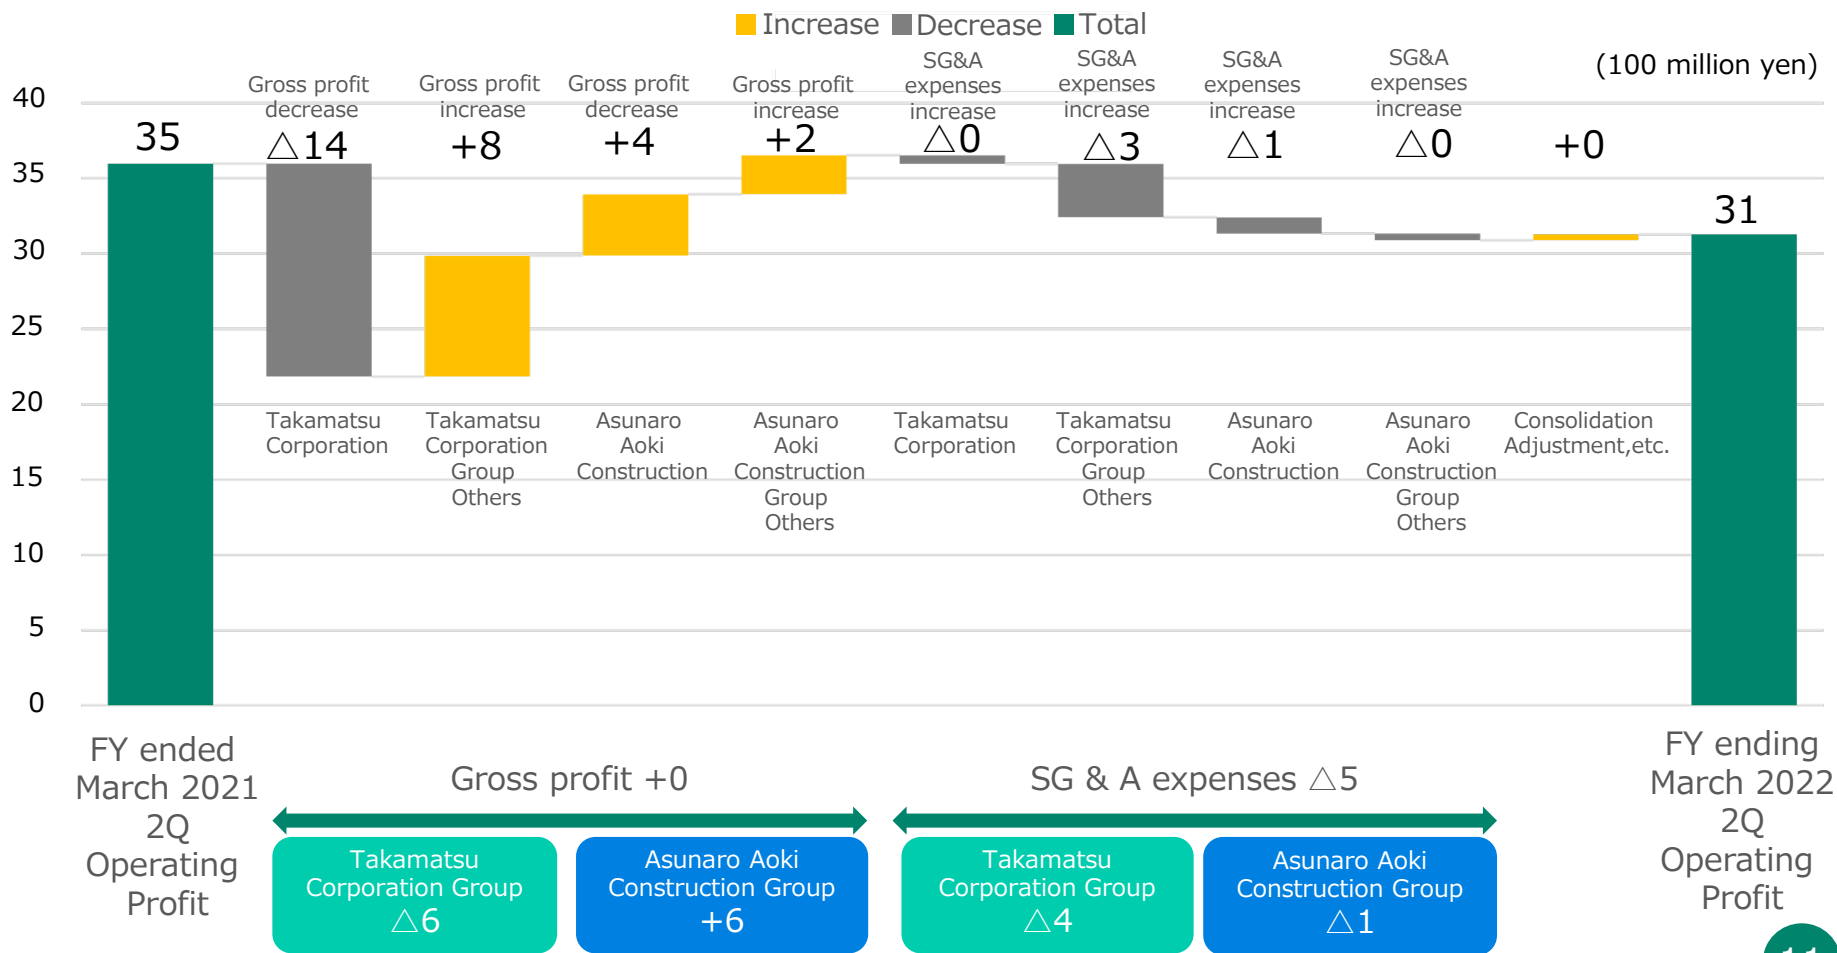 Increase Decrease Total
(100 million yen)
Gross profit
decrease
△14
Gross profit
increase
+8
Gross profit
decrease
+4
Gross profit
increase
+2
SG&A
expenses
increase
△0
SG&A
expenses
increase
△3
SG&A
expenses
increase
△1
SG&A
expenses
increase
△0
+0
35
31
40
35
30
25
20
15
10
5
0
Takamatsu
Corporation
Takamatsu
Corporation
Group
Others
Asunaro
Aoki
Construction
Asunaro
Aoki
Construction
Group
Others
Takamatsu
Corporation
Takamatsu
Corporation
Group
Others
Asunaro
Aoki
Construction
Asunaro
Aoki
Construction
Group
Others
Consolidation
Adjustment,etc.
FY ended
March 2021
2Q
Operating
Profit
Gross profit +0
SG & A expenses △5
FY ending
March 2022
2Q
Operating
Profit
Takamatsu
Corporation Group
△6
Asunaro Aoki
Construction Group
+6
Takamatsu
Corporation Group
△4
Asunaro Aoki
Construction Group
△1